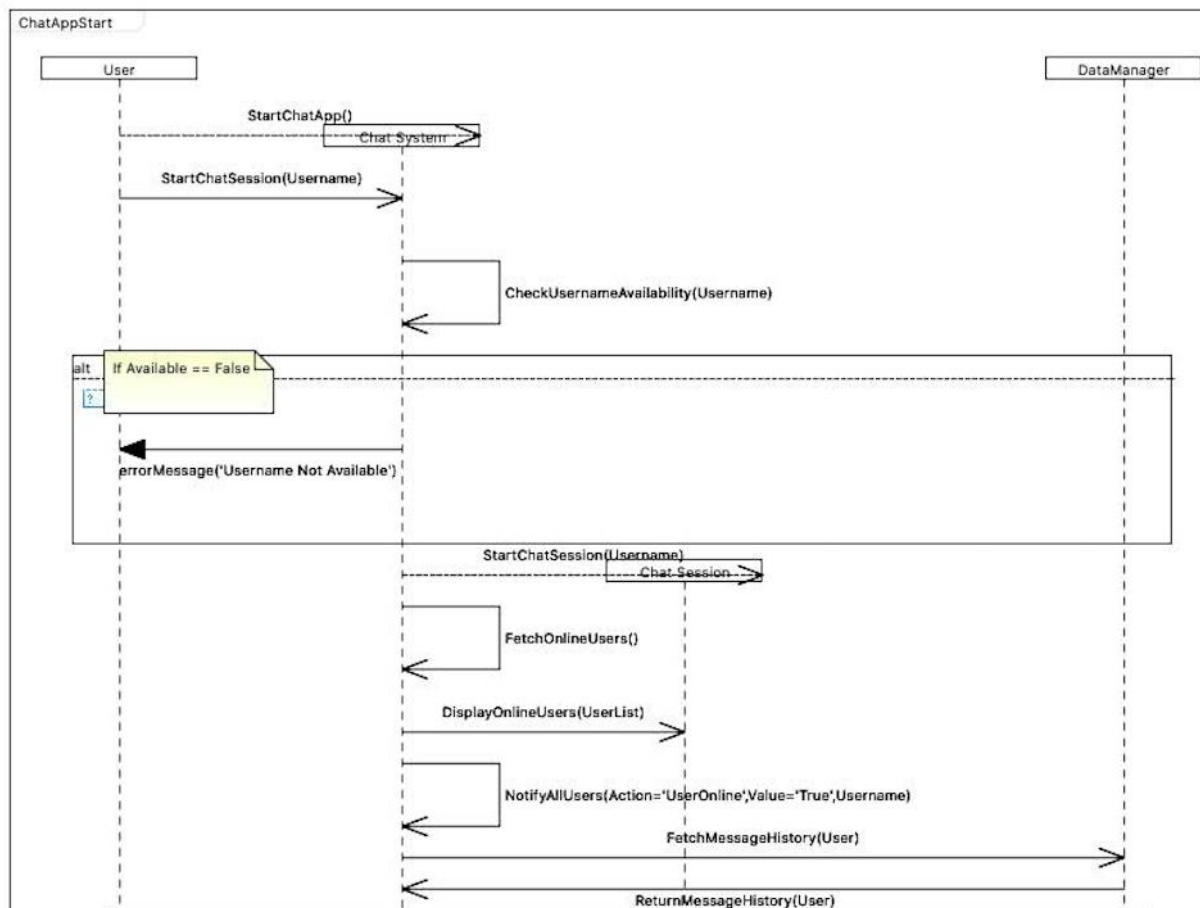 ChatAppStart
User
DataManager
StartChatApp()
Chat System
StartChatSession(Username)
CheckUsernameAvailability(Username)
alt
If Available == False
?
errorMessage('Username Not Available')
StartChatSession(Username)
Chat Session
FetchOnlineUsers()
DisplayOnlineUsers(UserList)
NotifyAllUsers(Action='UserOnline',Value='True',Username)
FetchMessageHistory(User)
ReturnMessageHistory(User)